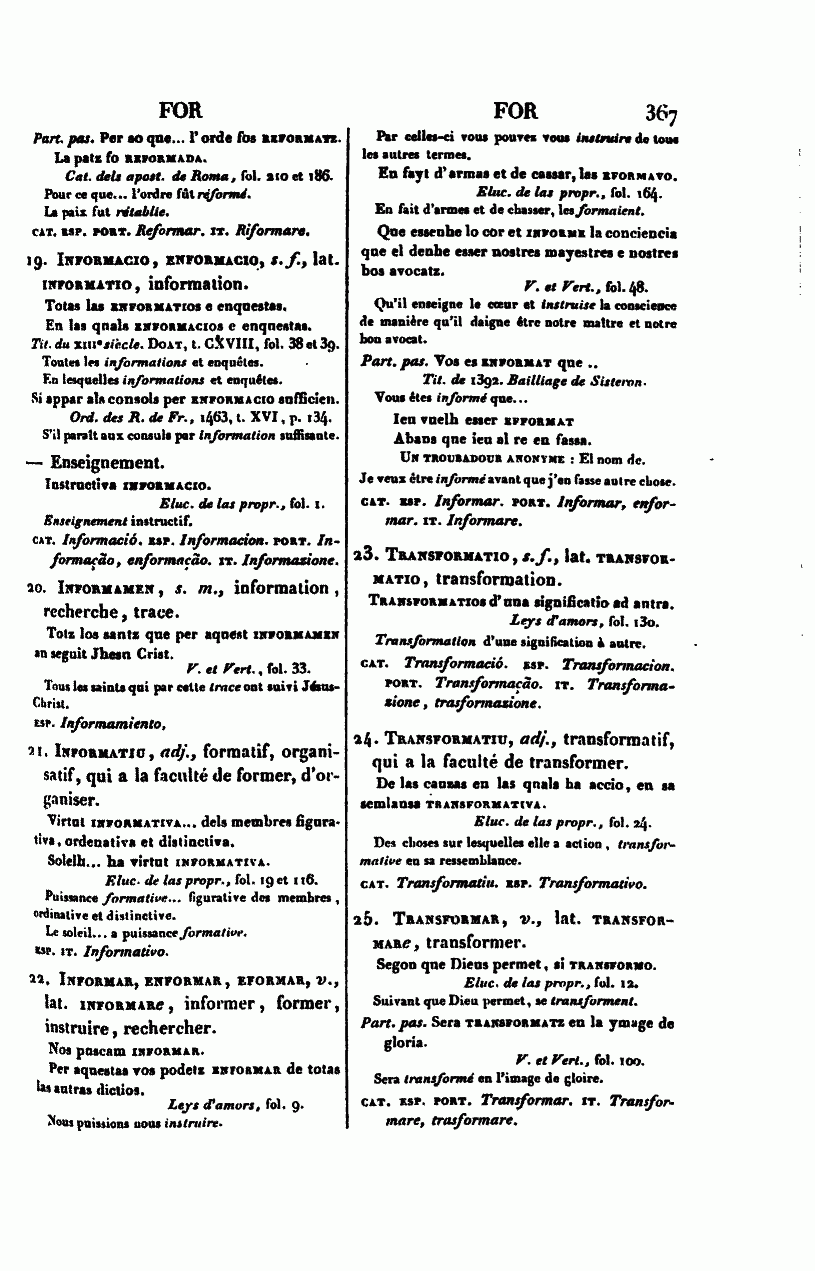 FOR
Part. pas. Per so que... l'orde fos REFORMATZ.
La patz fo REFORMADA.
Cat. dels apost. de Roma, fol. 210 et 186.
Pour ce que... l'ordre fût réformé.
La paix fut rétablie.
CAT. ESP. PORT. Reformar. IT. Riformare.
19. INFORMACIO, ENFORMACIO, s. f., lat.
INFORMATIO, information.
Totas las ENFORMATIOS e enquestas.
En las quals ENFORMACIOS e enquestas.
Tit. du XIIIe siècle. DOAT, t. CXVIII, fol. 38 et 39.
Toutes les informations et enquêtes.
En lesquelles informations et enquêtes.
Si appar als consols per ENFORMACIO sufficien.
Ord. des R. de Fr., 1463, t. XVI, p. 134.
S'il paraît aux consuls par information suffisante.
— Enseignement.
Instructiva INFORMACIO.
Eluc. de las propr., fol. 1.
Enseignement instructif.
CAT. Informació. ESP. Informacion. PORT. In-
formação, enformação. IT. Informazione.
20. INFORMAMEN, s. m., information,
recherche, trace.
Totz los santz que per aquest INFORMAMEN
an seguit Jhesu Crist.
V. et Vert., fol. 33.
Tous les saints qui par cette trace ont suivi Jésus-
Christ.
ESP. Informamiento.
21. INFORMATIU, adj., formatif, organi-
satif, qui a la faculté de former, d'or-
ganiser.
Virtut INFORMATIVA... dels membres figura-
tiva, ordenativa et distinctiva.
Solelh... ha virtut INFORMATIVA.
Eluc. de las propr., fol. 19 et 116.
Puissance formative... figurative des membres,
ordinative et distinctive.
Le soleil... a puissance formative.
ESP. IT. Informativo.
22. INFORMAR, ENFORMAR, EFORMAR, v.,
lat. INFORMARe, informer, former,
instruire, rechercher.
Nos puscam INFORMAR.
Per aquestas vos podetz ENFORMAR de totas
las autras dictios.
Leys d'amors, fol. 9.
Nous puissions nous instruire.
FOR 367
Par celles-ci vous pouvez vous instruire de tous
les autres termes.
En fayt d'armas et de cassar, las EFORMAVO.
Eluc. de las propr., fol. 164.
En fait d'armes et de chasser, les formaient.
Que essenhe lo cor et INFORME la conciencia
que el denhe esser nostres mayestres e nostres
bos avocatz.
V. et Vert., fol. 48.
Qu'il enseigne le cœur et instruise la conscience
de manière qu'il daigne être notre maître et notre
bon avocat.
Part. pas. Vos es ENFORMAT que ..
Tit. de 1392. Bailliage de Sisteron.
Vous êtes informé que...
Ieu vuelh esser EFFORMAT
Abans que ieu al re en fassa.
UN TROUBADOUR ANONYME : El nom de.
Je veux être informé avant que j'en fasse autre chose.
CAT. ESP. Informar. PORT. Informar, enfor-
mar. IT. Informare.
23. TRANSFORMATIO, s. f., lat. TRANSFOR-
MATIO, transformation.
TRANSFORMATIOS d'una significatio ad autra.
Leys d'amors, fol. 130.
Transformation d'une signification à autre.
CAT. Transformació. ESP. Transformacion.
PORT. Transformação. IT. Transforma-
zione, trasformazione.
24. TRANSFORMATIU, adj., transformatif,
qui a la faculté de transformer.
De las causas en las quals ha accio, en sa
semlansa TRANSFORMATIVA.
Eluc. de las propr., fol. 24.
Des choses sur lesquelles elle a action, transfor-
mative en sa ressemblance.
CAT. Transformatiu. ESP. Transformativo.
25. TRANSFORMAR, v., lat. TRANSFOR-
MARe, transformer.
Segon que Dieus permet, si TRANSFORMO.
Eluc. de las propr., fol. 12.
Suivant que Dieu permet, se transforment.
Part. pas. Sera TRANSFORMATZ en la ymage de
gloria.
V. et Vert., fol. 100.
Sera transformé en l'image de gloire.
CAT. ESP. PORT. Transformar. IT. Transfor-
mare, trasformare.